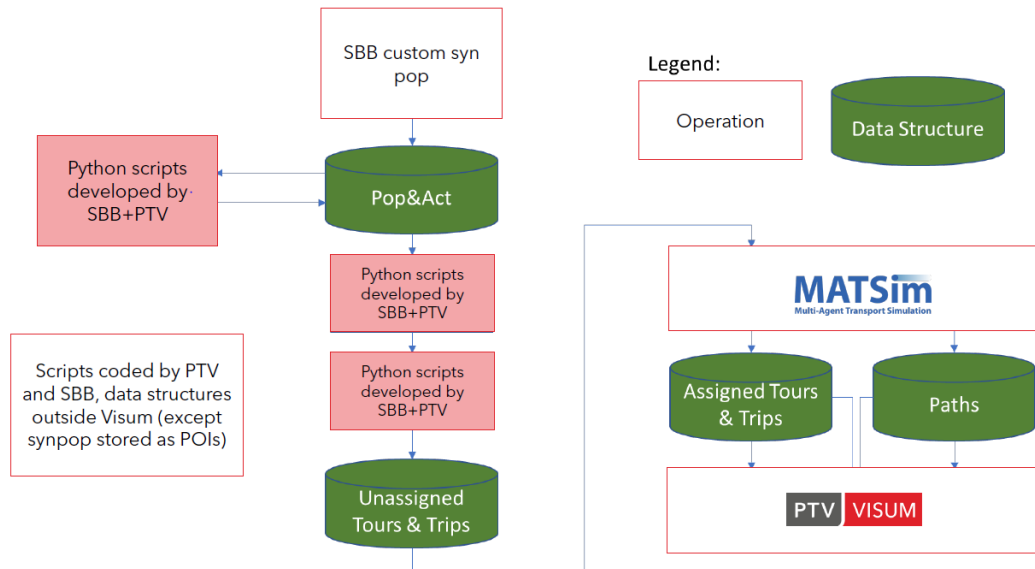 SBB custom syn
pop
Legend:
Operation
Data Structure
Python scripts
developed by
SBB+PTV
Pop&Act
Python scripts
developed by
SBB+PTV
MATSim
Multi-Agent Transport Simulation
Scripts coded by PTV
and SBB, data structures
outside Visum (except
synpop stored as POIs)
Python scripts
developed by
SBB+PTV
Assigned Tours
& Trips
Paths
Unassigned
Tours & Trips
PTV VISUM